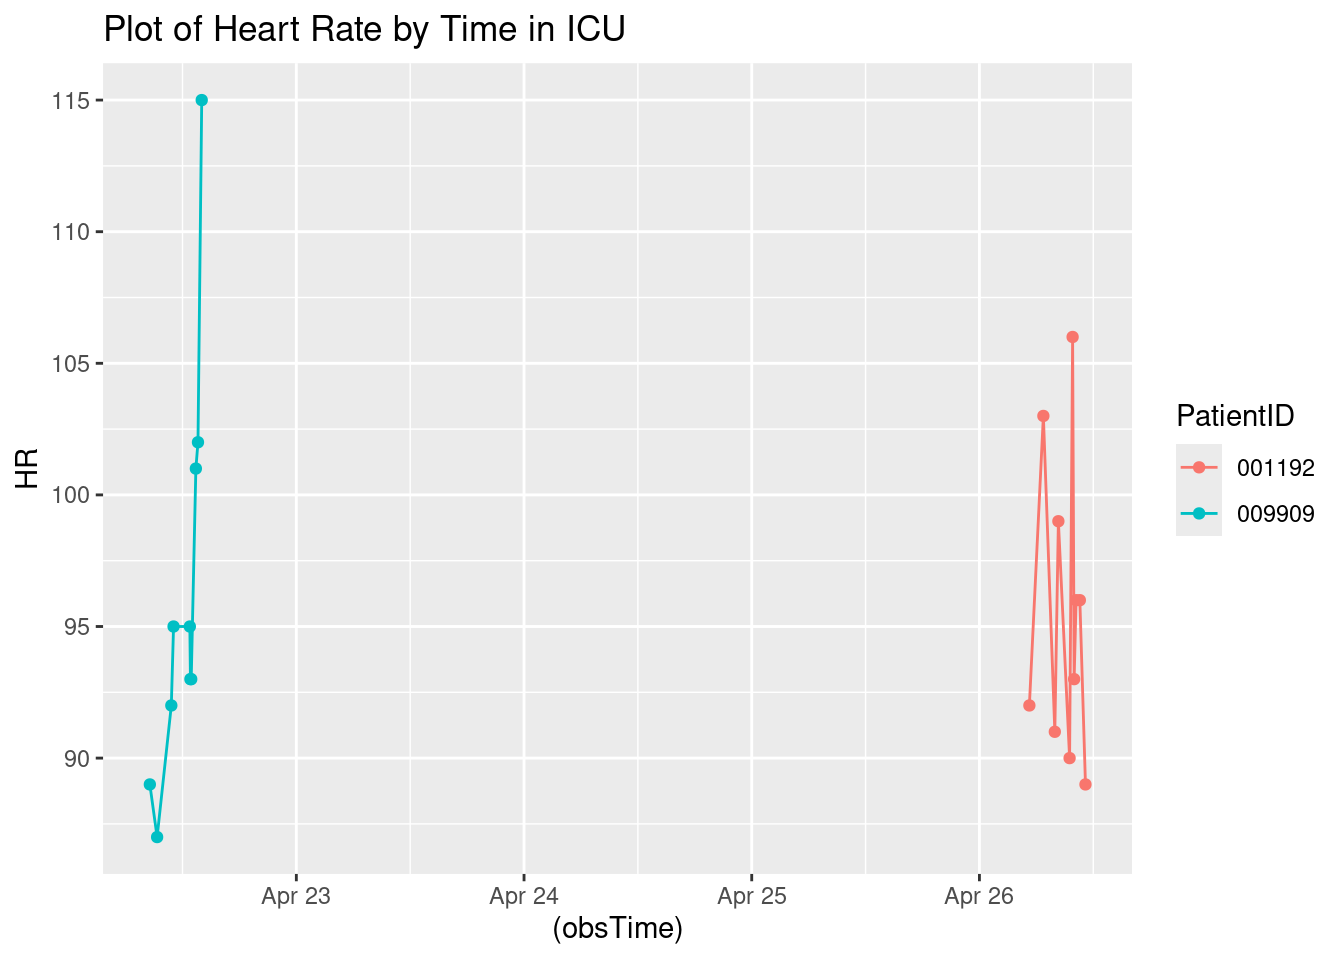 Plot of Heart Rate by Time in ICU
115
110
105
100
95
90
HR
Apr 23
Apr 24
Apr 25
Apr 26
(obsTime)
PatientID
001192
009909